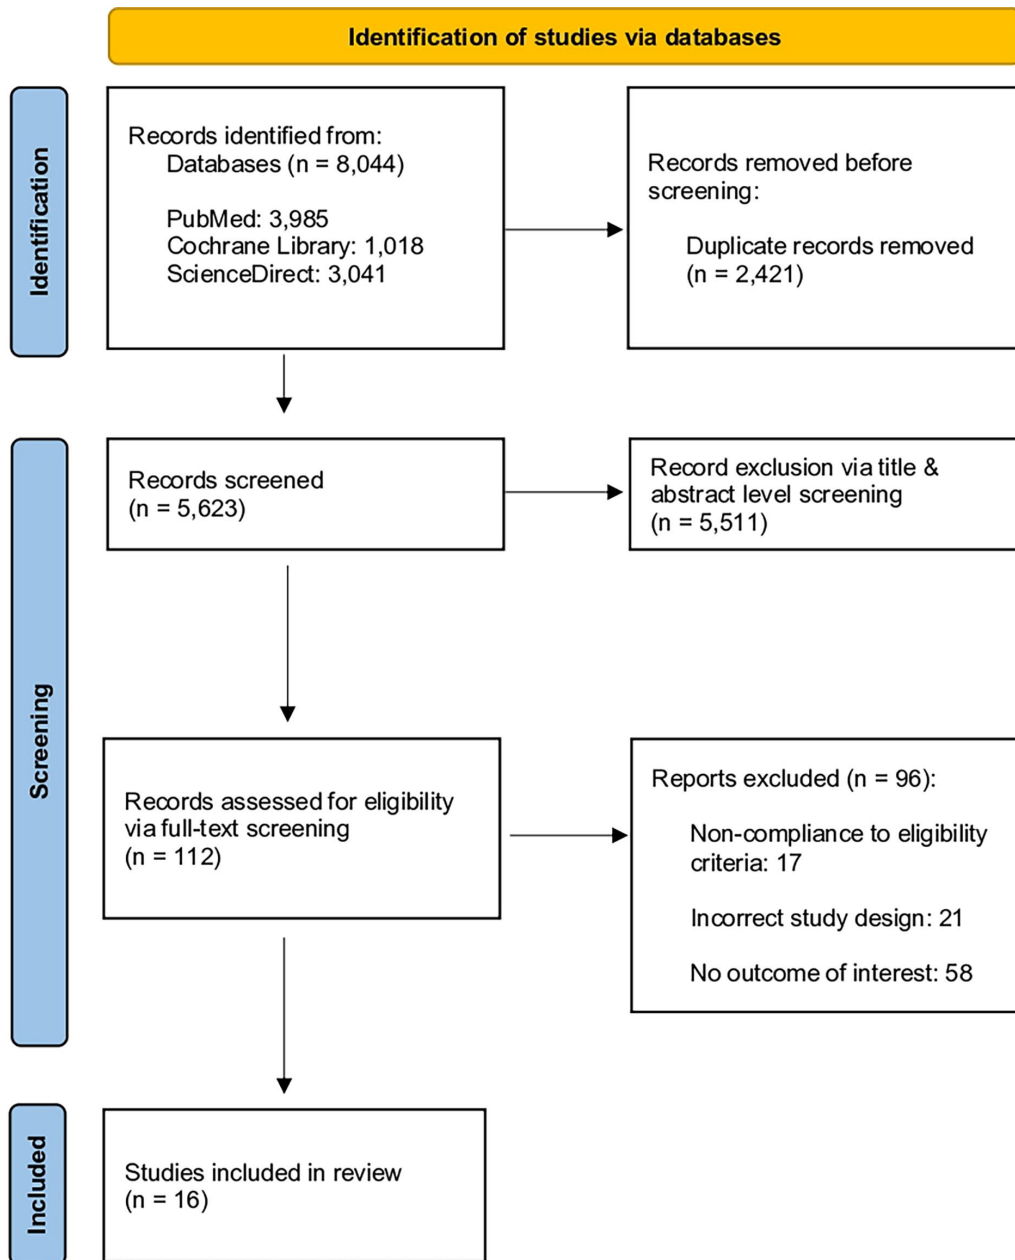 Identification of studies via databases
Identification
Records identified from:
Databases (n = 8,044)
PubMed: 3,985
Cochrane Library: 1,018
ScienceDirect: 3,041
Records removed before
screening:
Duplicate records removed
(n = 2,421)
Screening
Records screened
(n = 5,623)
Record exclusion via title &
abstract level screening
(n = 5,511)
Records assessed for eligibility
via full-text screening
(n = 112)
Reports excluded (n = 96):
Non-compliance to eligibility
criteria: 17
Incorrect study design: 21
No outcome of interest: 58
Included
Studies included in review
(n = 16)